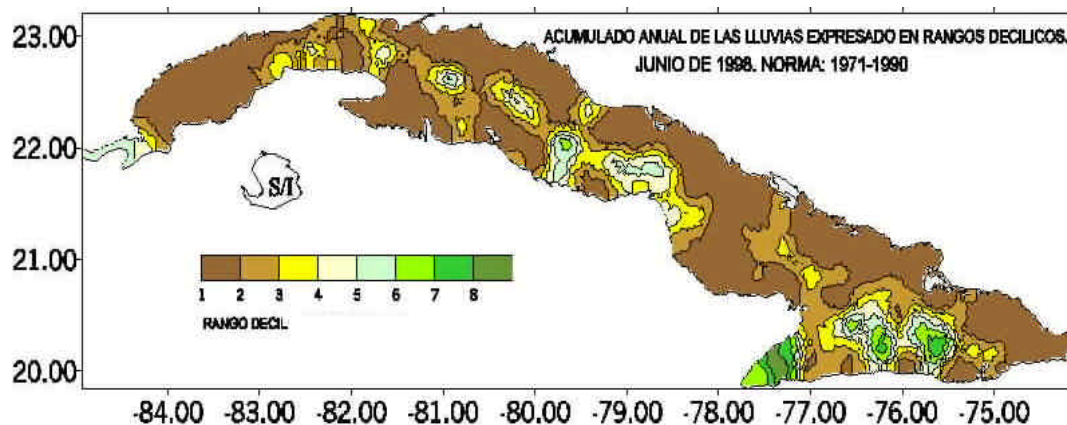 ACUMULADO ANUAL DE LAS LLUVIAS EXPRESADO EN RANGOS DECILICOS.
JUNIO DE 1998. NORMA: 1971-1990
23.00
22.00
S/I
21.00
1 2 3 4 5 6 7 8
RANGO DECIL
20.00
-84.00 -83.00 -82.00 -81.00 -80.00 -79.00 -78.00 -77.00 -76.00 -75.00